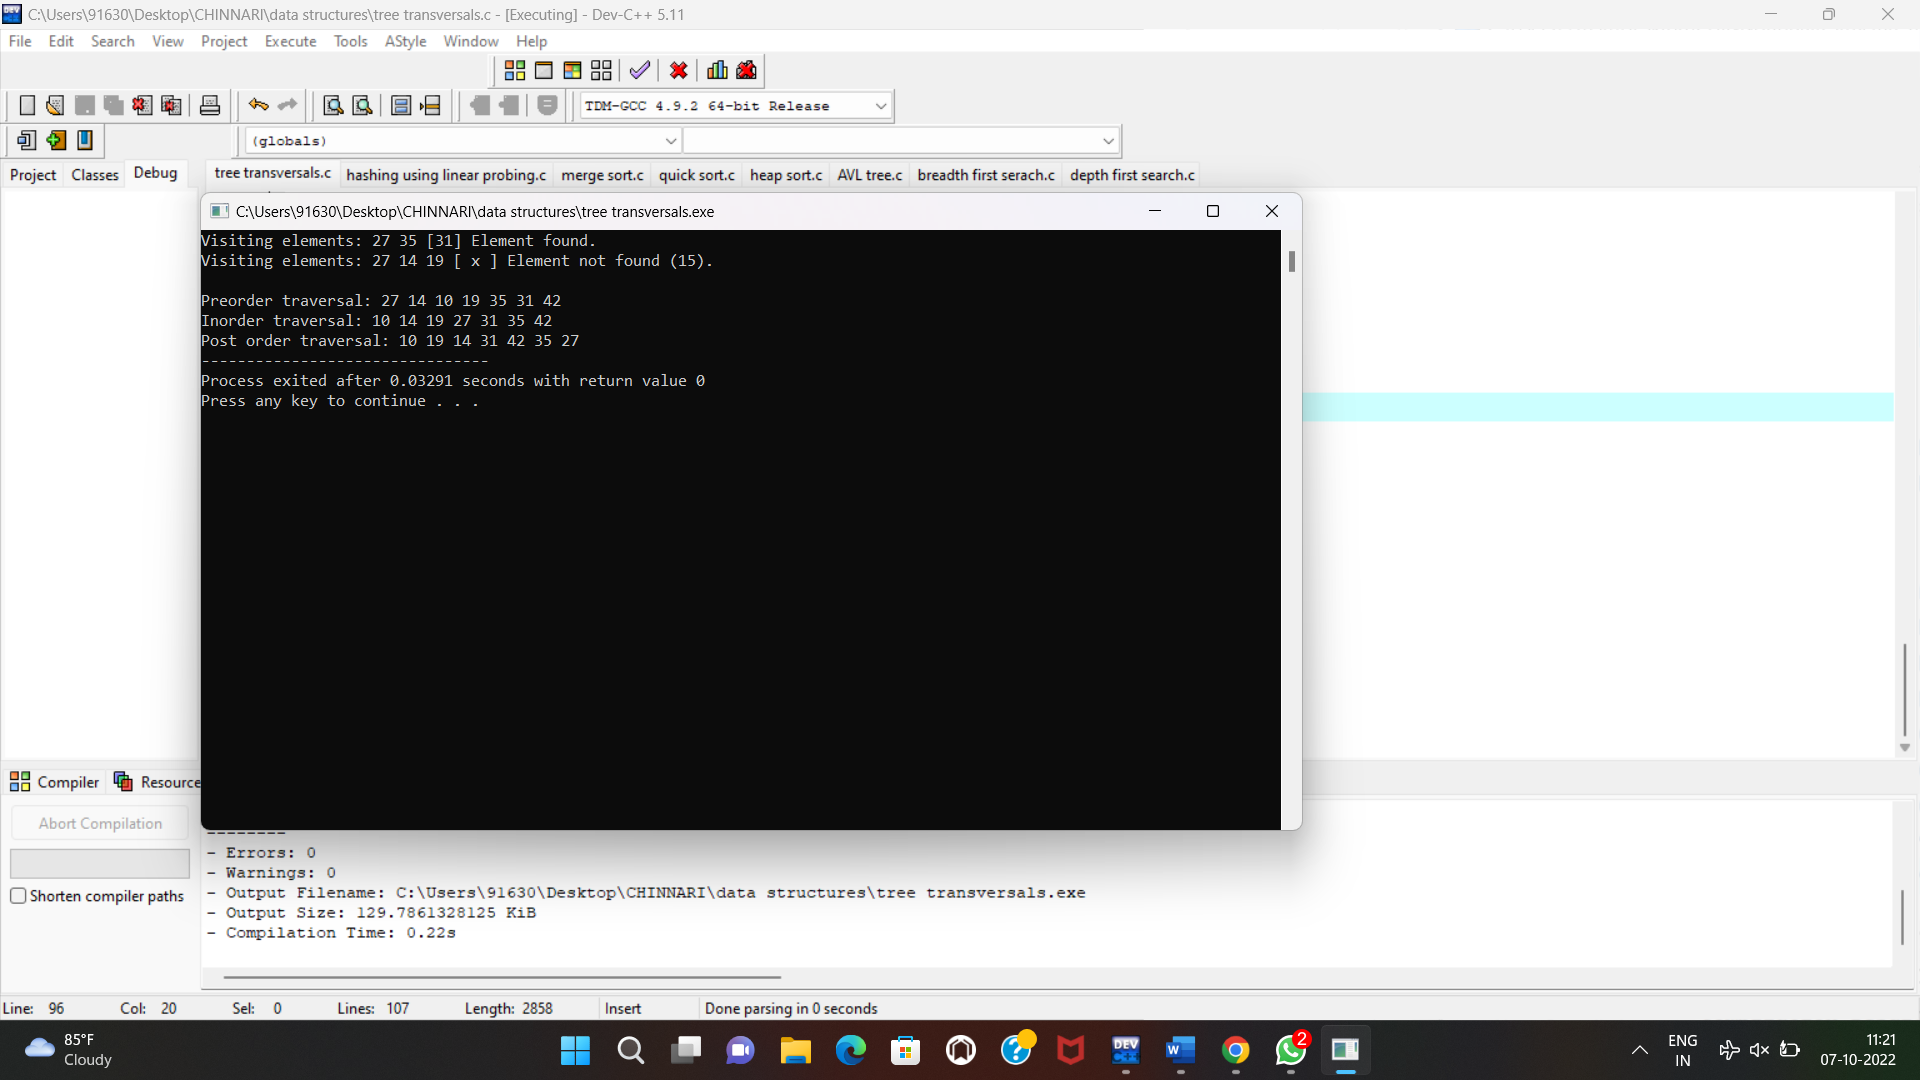 C:\Users\91630\Desktop\CHINNARI\data structures\tree transversals.c - [Executing] - Dev-C++ 5.11
File Edit Search View Project Execute Tools AStyle Window Help
TDM-GCC 4.9.2 64-bit Release
(globals)
Project Classes Debug
tree transversals.c hashing using linear probing.c merge sort.c quick sort.c heap sort.c AVL tree.c breadth first serach.c depth first search.c
C:\Users\91630\Desktop\CHINNARI\data structures\tree transversals.exe
Visiting elements: 27 35 [31] Element found.
Visiting elements: 27 14 19 [ x ] Element not found (15).
Preorder traversal: 27 14 10 19 35 31 42
Inorder traversal: 10 14 19 27 31 35 42
Post order traversal: 10 19 14 31 42 35 27
--------------------------------
Process exited after 0.03291 seconds with return value 0
Press any key to continue . . .
Compiler Resource
Abort Compilation
Shorten compiler paths
--------
- Errors: 0
- Warnings: 0
- Output Filename: C:\Users\91630\Desktop\CHINNARI\data structures\tree transversals.exe
- Output Size: 129.7861328125 KiB
- Compilation Time: 0.22s
Line: 96 Col: 20 Sel: 0 Lines: 107 Length: 2858 Insert Done parsing in 0 seconds
85°F
Cloudy
DEV
C++
W
2
ENG
IN
11:21
07-10-2022